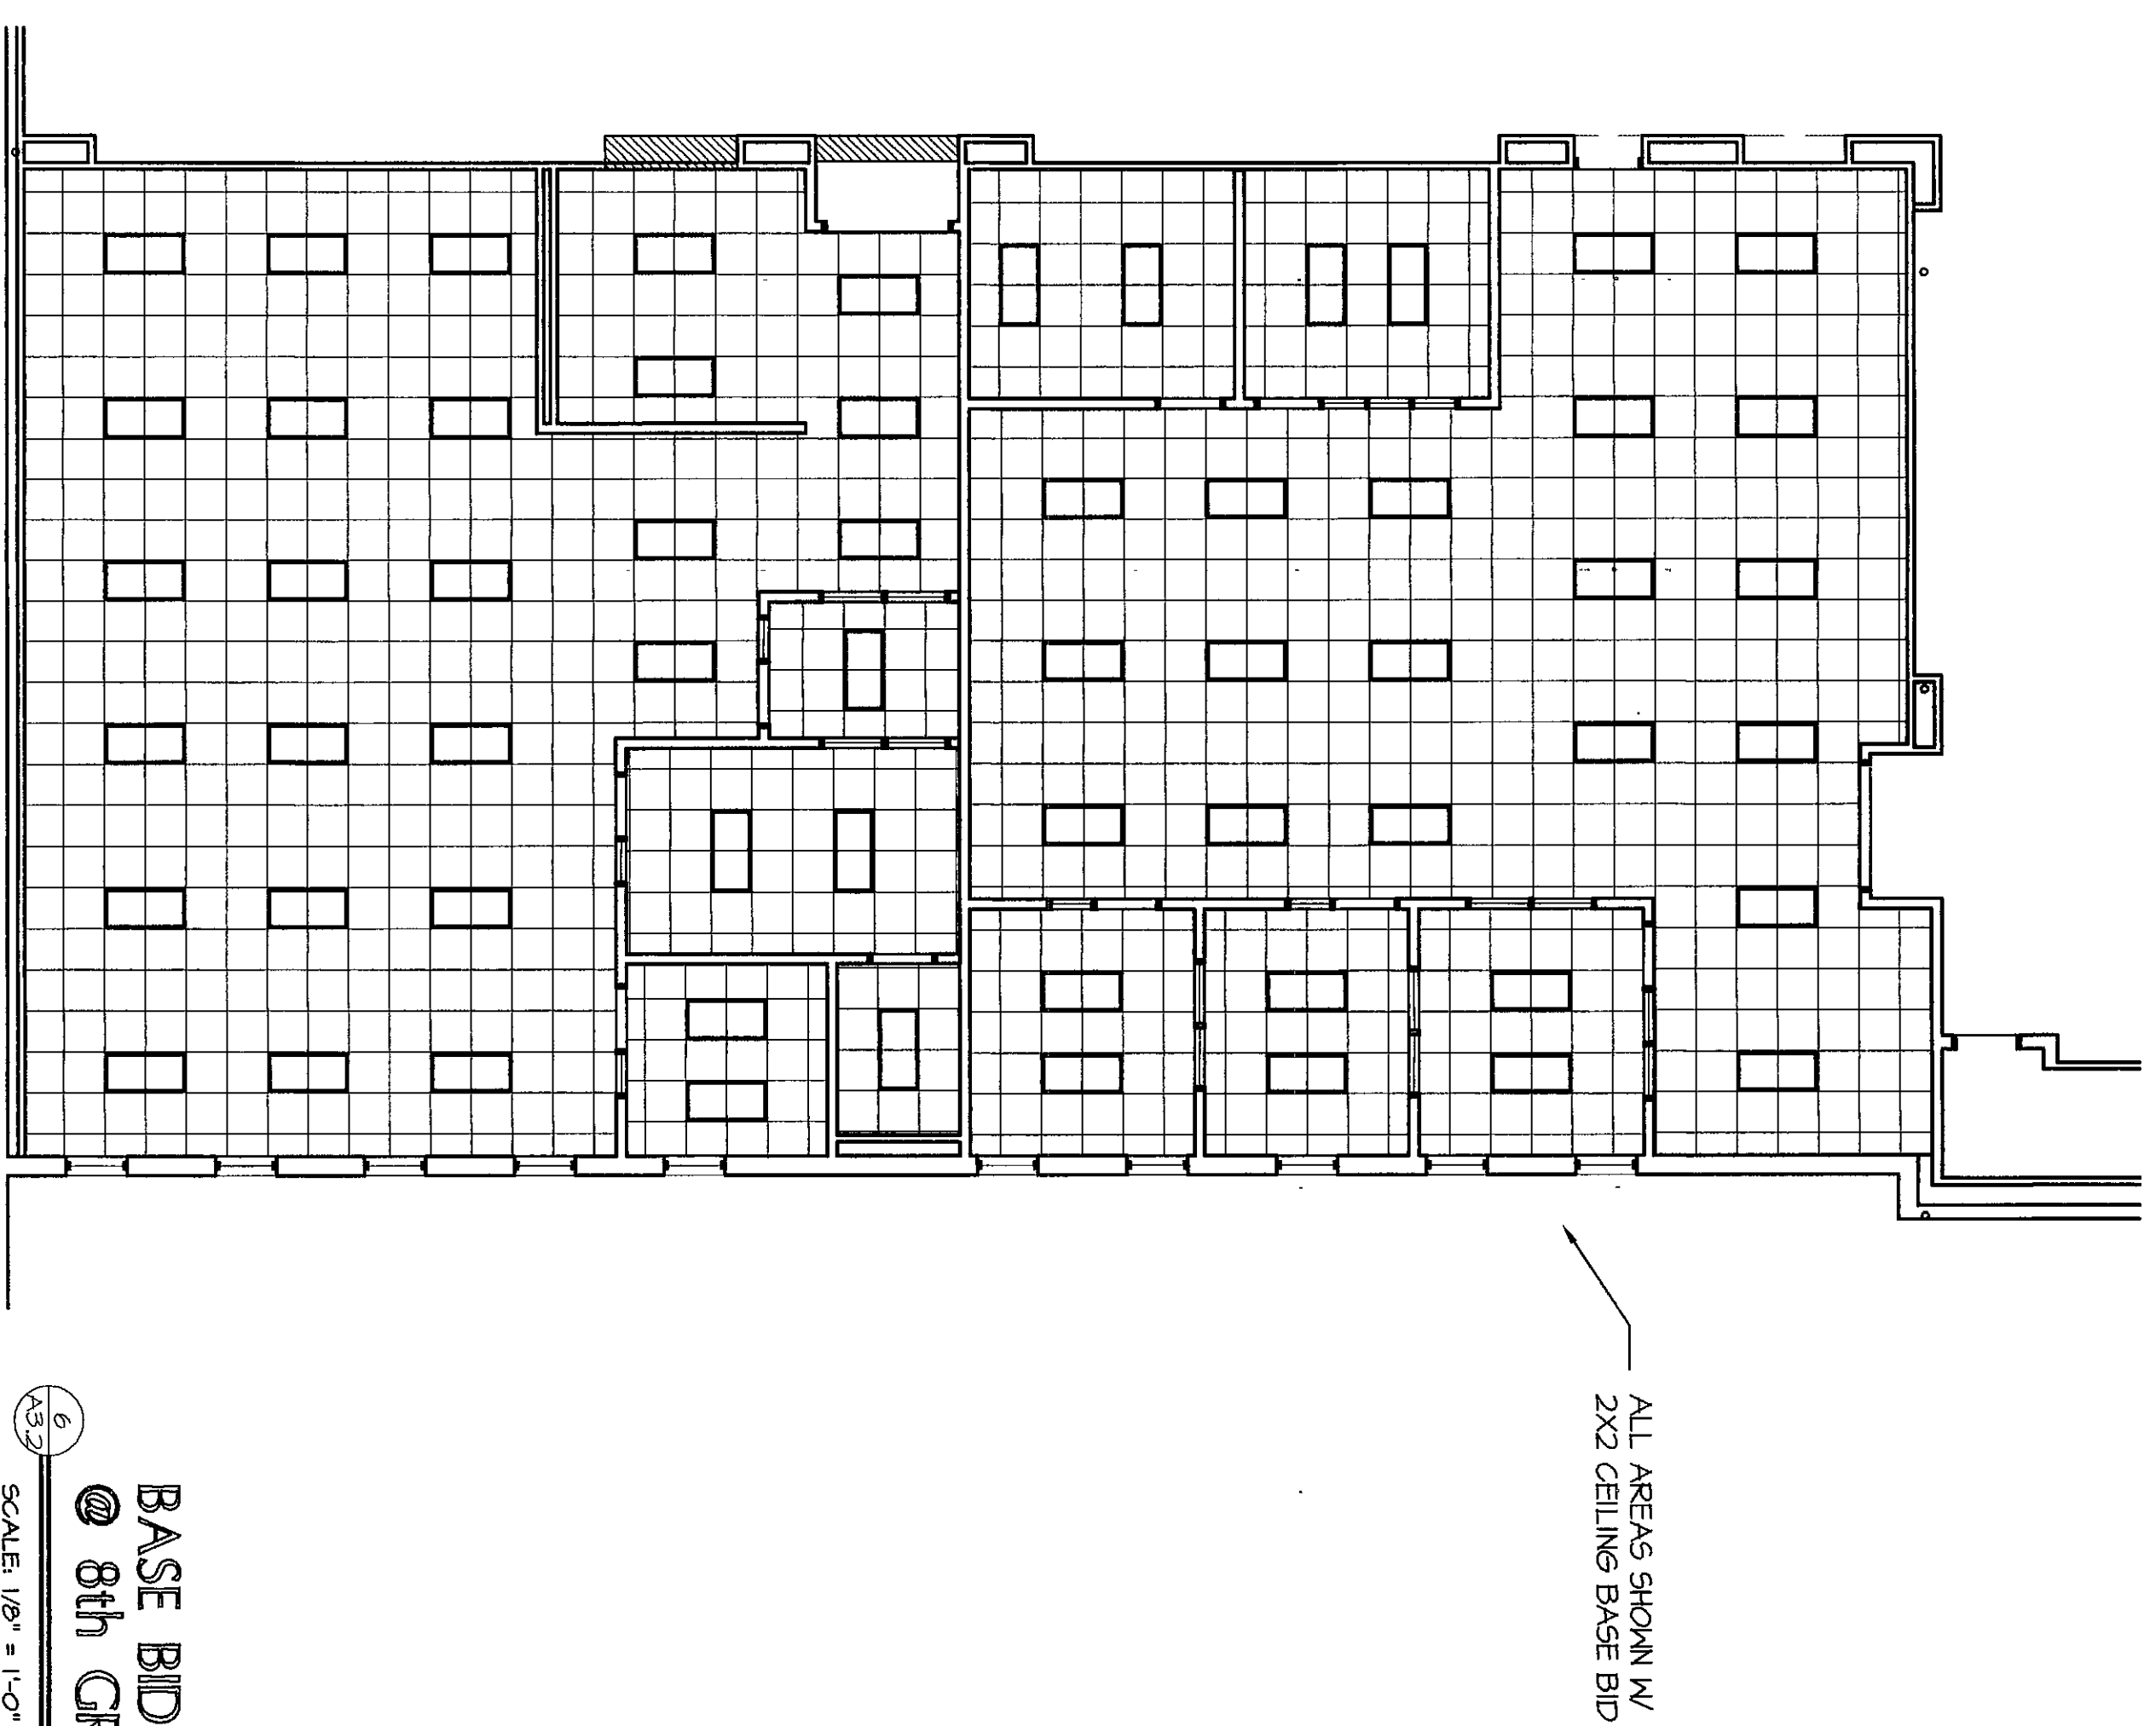 ALL AREAS SHOWN W/
2X2 CEILING BASE BID
BASE BID
@ 8th
6
A3.2
SCALE: 1/8" = 1'-0"